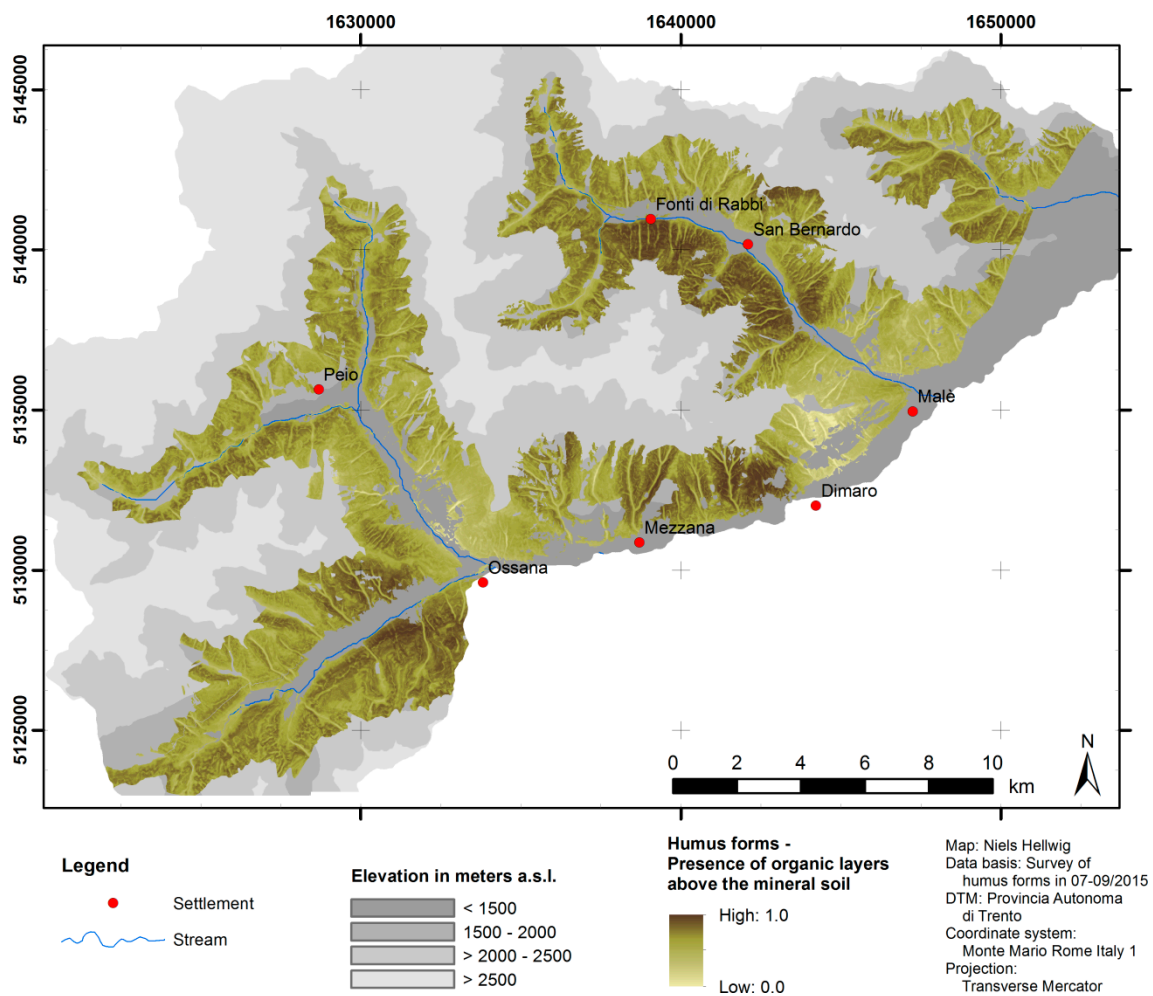 1630000
1640000
1650000
5145000
5140000
5135000
5130000
5125000
Fonti di Rabbi
San Bernardo
Peio
Malè
Dimaro
Mezzana
Ossana
N
0 2 4 6 8 10
km
Legend
Settlement
Stream
Elevation in meters a.s.l.
< 1500
1500 - 2000
> 2000 - 2500
> 2500
Humus forms -
Presence of organic layers
above the mineral soil
High: 1.0
Low: 0.0
Map: Niels Hellwig
Data basis: Survey of
humus forms in 07-09/2015
DTM: Provincia Autonoma
di Trento
Coordinate system:
Monte Mario Rome Italy 1
Projection:
Transverse Mercator